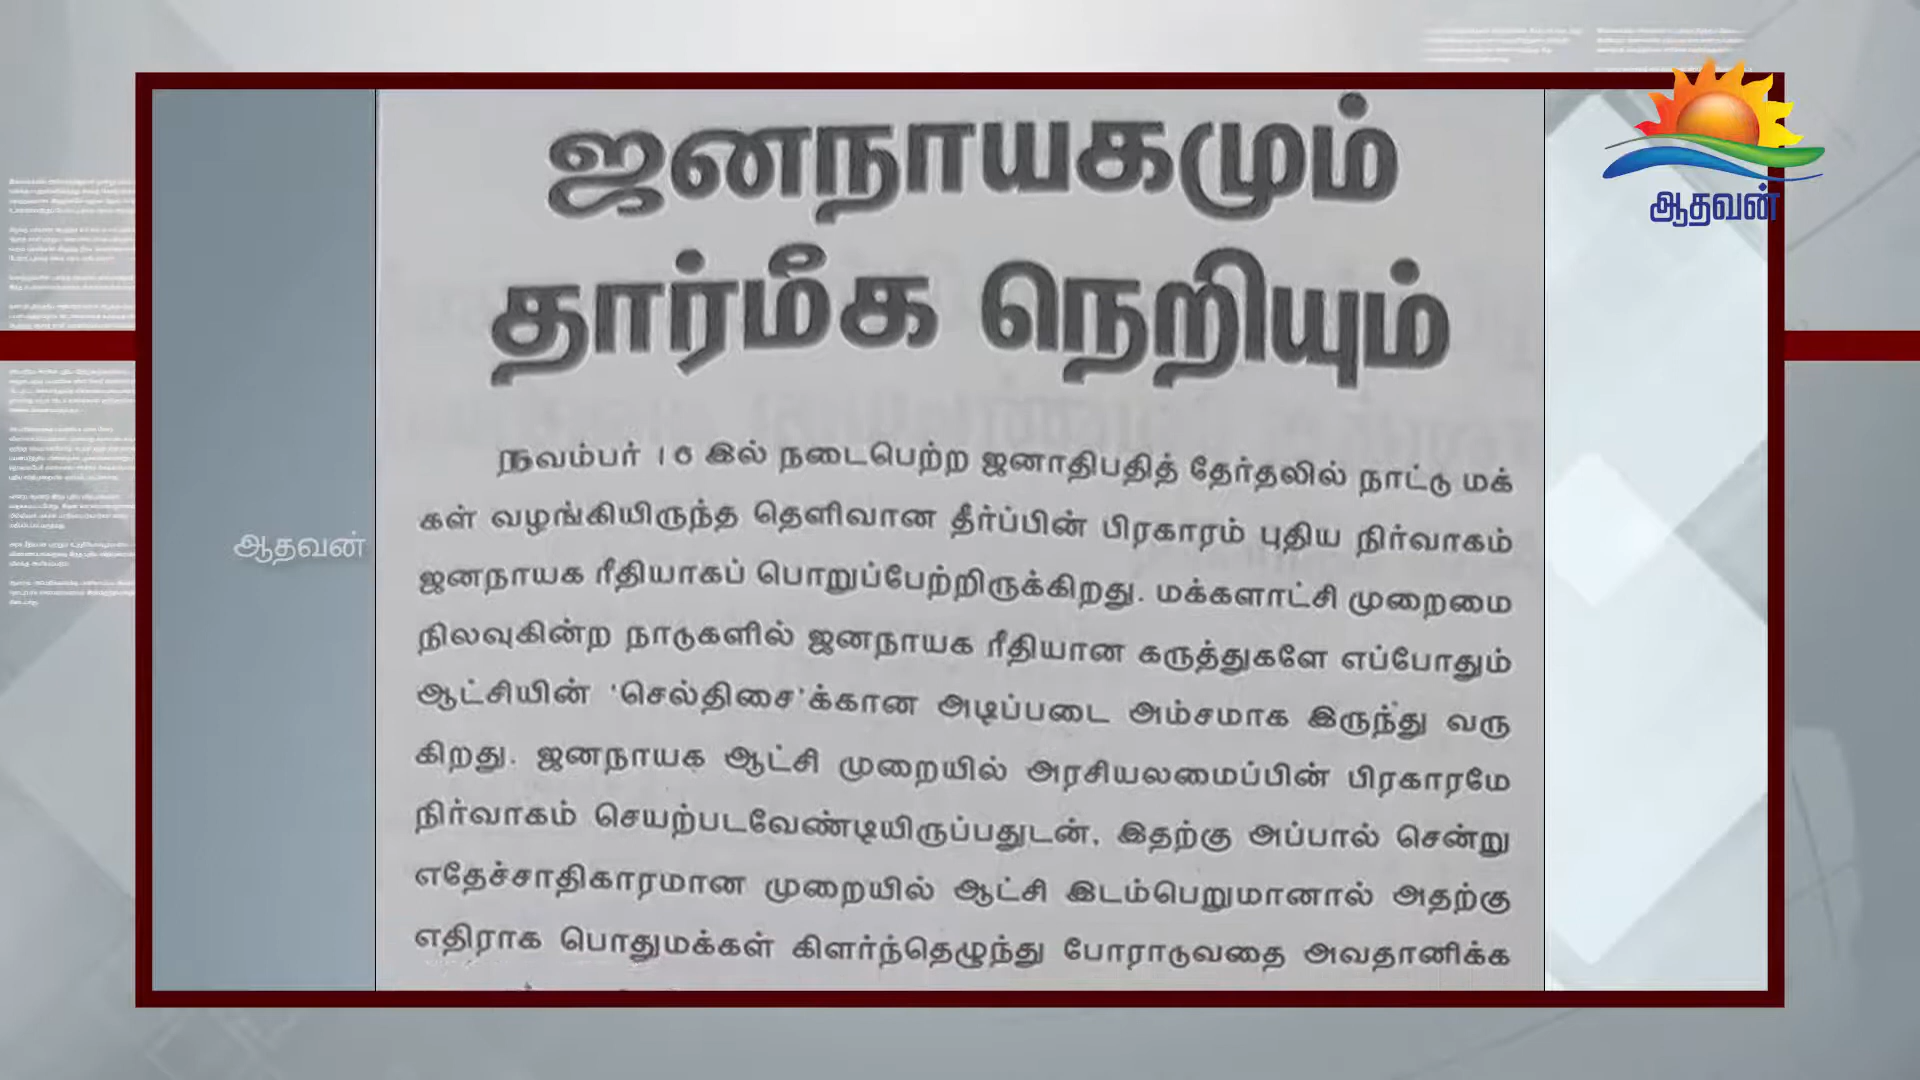 ஜனநாயகமும்
தார்மீக நெறியும்
ஆதவன்
நவம்பர் 16 இல் நடைபெற்ற ஜனாதிபதித் தேர்தலில் நாட்டு மக்
கள் வழங்கியிருந்த தெளிவான தீர்ப்பின் பிரகாரம் புதிய நிர்வாகம்
ஜனநாயக ரீதியாகப் பொறுப்பேற்றிருக்கிறது. மக்களாட்சி முறைமை
ஆதவன்
நிலவுகின்ற நாடுகளில் ஜனநாயக ரீதியான கருத்துகளே எப்போதும்
ஆட்சியின் 'செல்திசை'க்கான அடிப்படை அம்சமாக இருந்து வரு
கிறது. ஜனநாயக ஆட்சி முறையில் அரசியலமைப்பின் பிரகாரமே
நிர்வாகம் செயற்படவேண்டியிருப்பதுடன், இதற்கு அப்பால் சென்று
எதேச்சாதிகாரமான முறையில் ஆட்சி இடம்பெறுமானால் அதற்கு
எதிராக பொதுமக்கள் கிளர்ந்தெழுந்து போராடுவதை அவதானிக்க